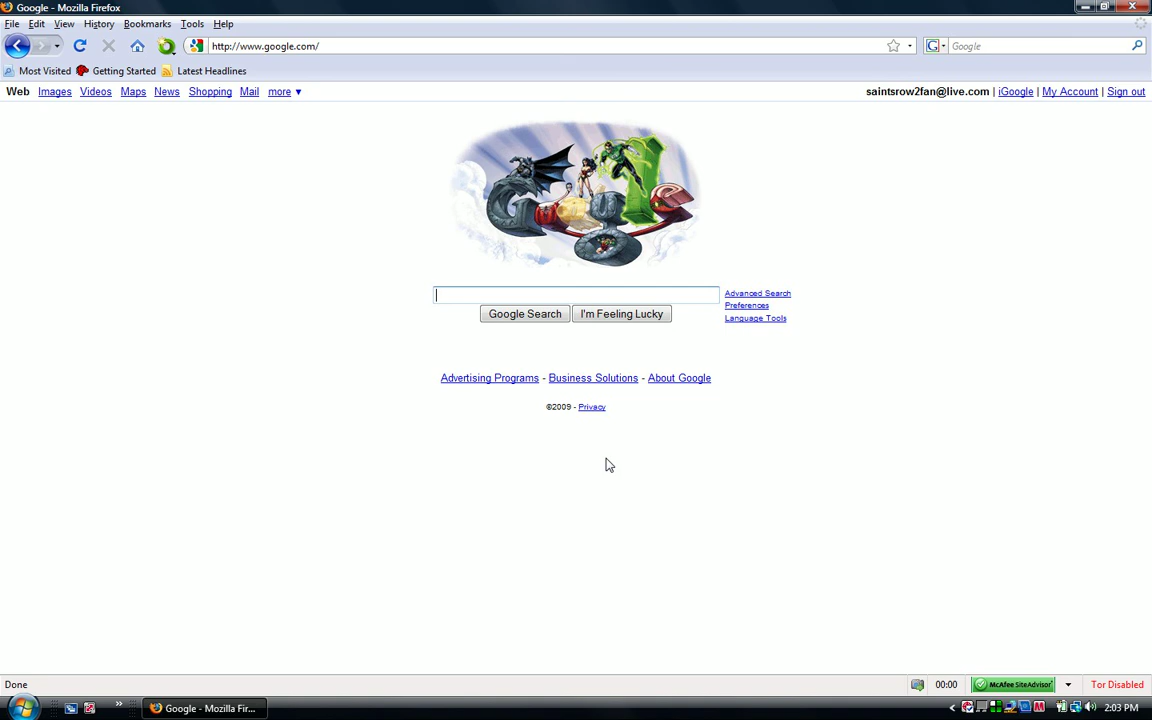 Google - Mozilla Firefox
File Edit View History Bookmarks Tools Help
http://www.google.com/ Google
Most Visited Getting Started Latest Headlines
Web Images Videos Maps News Shopping Mail more ▼ saintsrow2fan@live.com | iGoogle | My Account | Sign out
Google
Advanced Search
Preferences
Language Tools
Google Search I'm Feeling Lucky
Advertising Programs - Business Solutions - About Google
©2009 - Privacy
Done 00:00 McAfee SiteAdvisor Tor Disabled
Google - Mozilla Fir... 2:03 PM